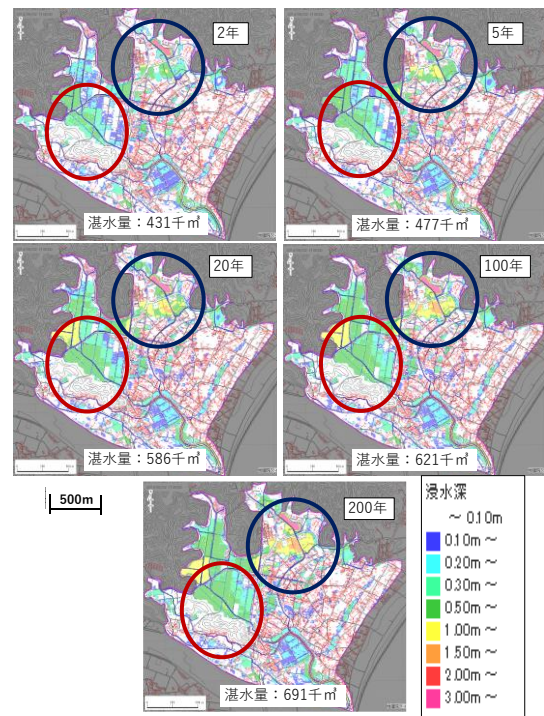 2年
5年
湛水量：431千㎥
湛水量：477千㎥
20年
100年
湛水量：586千㎥
湛水量：621千㎥
500m
200年
湛水量：691千㎥
浸水深
～ 0.10m
0.10m ～
0.20m ～
0.30m ～
0.50m ～
1.00m ～
1.50m ～
2.00m ～
3.00m ～